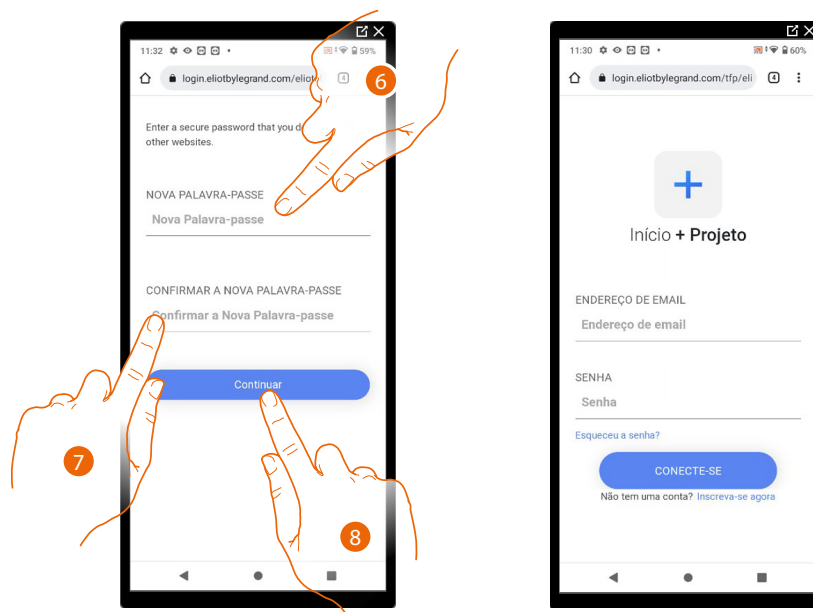 11:32
59%
login.eliotbylegrand.com/eliot
4
6
Enter a secure password that you d
other websites.
NOVA PALAVRA-PASSE
Nova Palavra-passe
CONFIRMAR A NOVA PALAVRA-PASSE
Confirmar a Nova Palavra-passe
Continuar
7
8
11:30
60%
login.eliotbylegrand.com/tfp/eli
4
Início + Projeto
ENDEREÇO DE EMAIL
Endereço de email
SENHA
Senha
Esqueceu a senha?
CONECTE-SE
Não tem uma conta? Inscreva-se agora